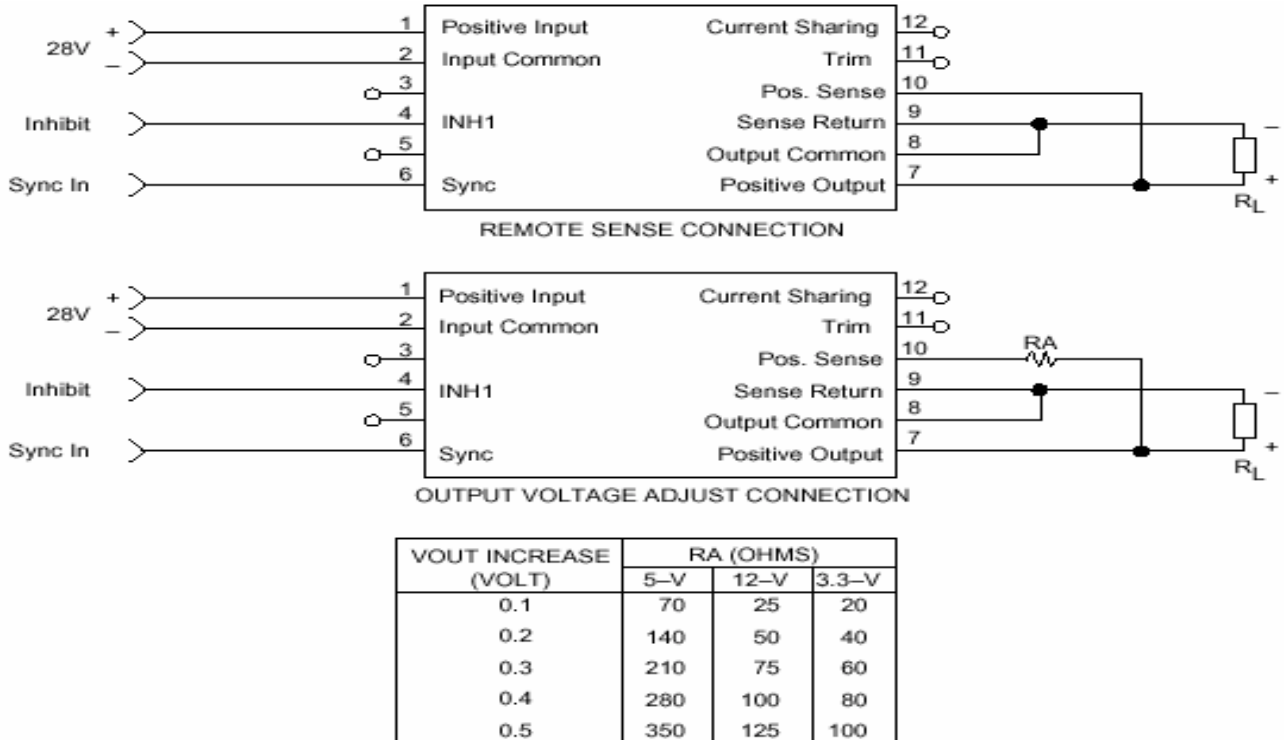 1 Positive Input Current Sharing 12
28V + –
2 Input Common Trim 11
3 Pos. Sense 10
Inhibit 4 INH1 Sense Return 9
5 Output Common 8
Sync In 6 Sync Positive Output 7
– + RL
REMOTE SENSE CONNECTION
1 Positive Input Current Sharing 12
28V + –
2 Input Common Trim 11
3 Pos. Sense 10 RA
Inhibit 4 INH1 Sense Return 9
5 Output Common 8
Sync In 6 Sync Positive Output 7
– + RL
OUTPUT VOLTAGE ADJUST CONNECTION
VOUT INCREASE RA (OHMS)
(VOLT) 5–V 12–V 3.3–V
0.1 70 25 20
0.2 140 50 40
0.3 210 75 60
0.4 280 100 80
0.5 350 125 100